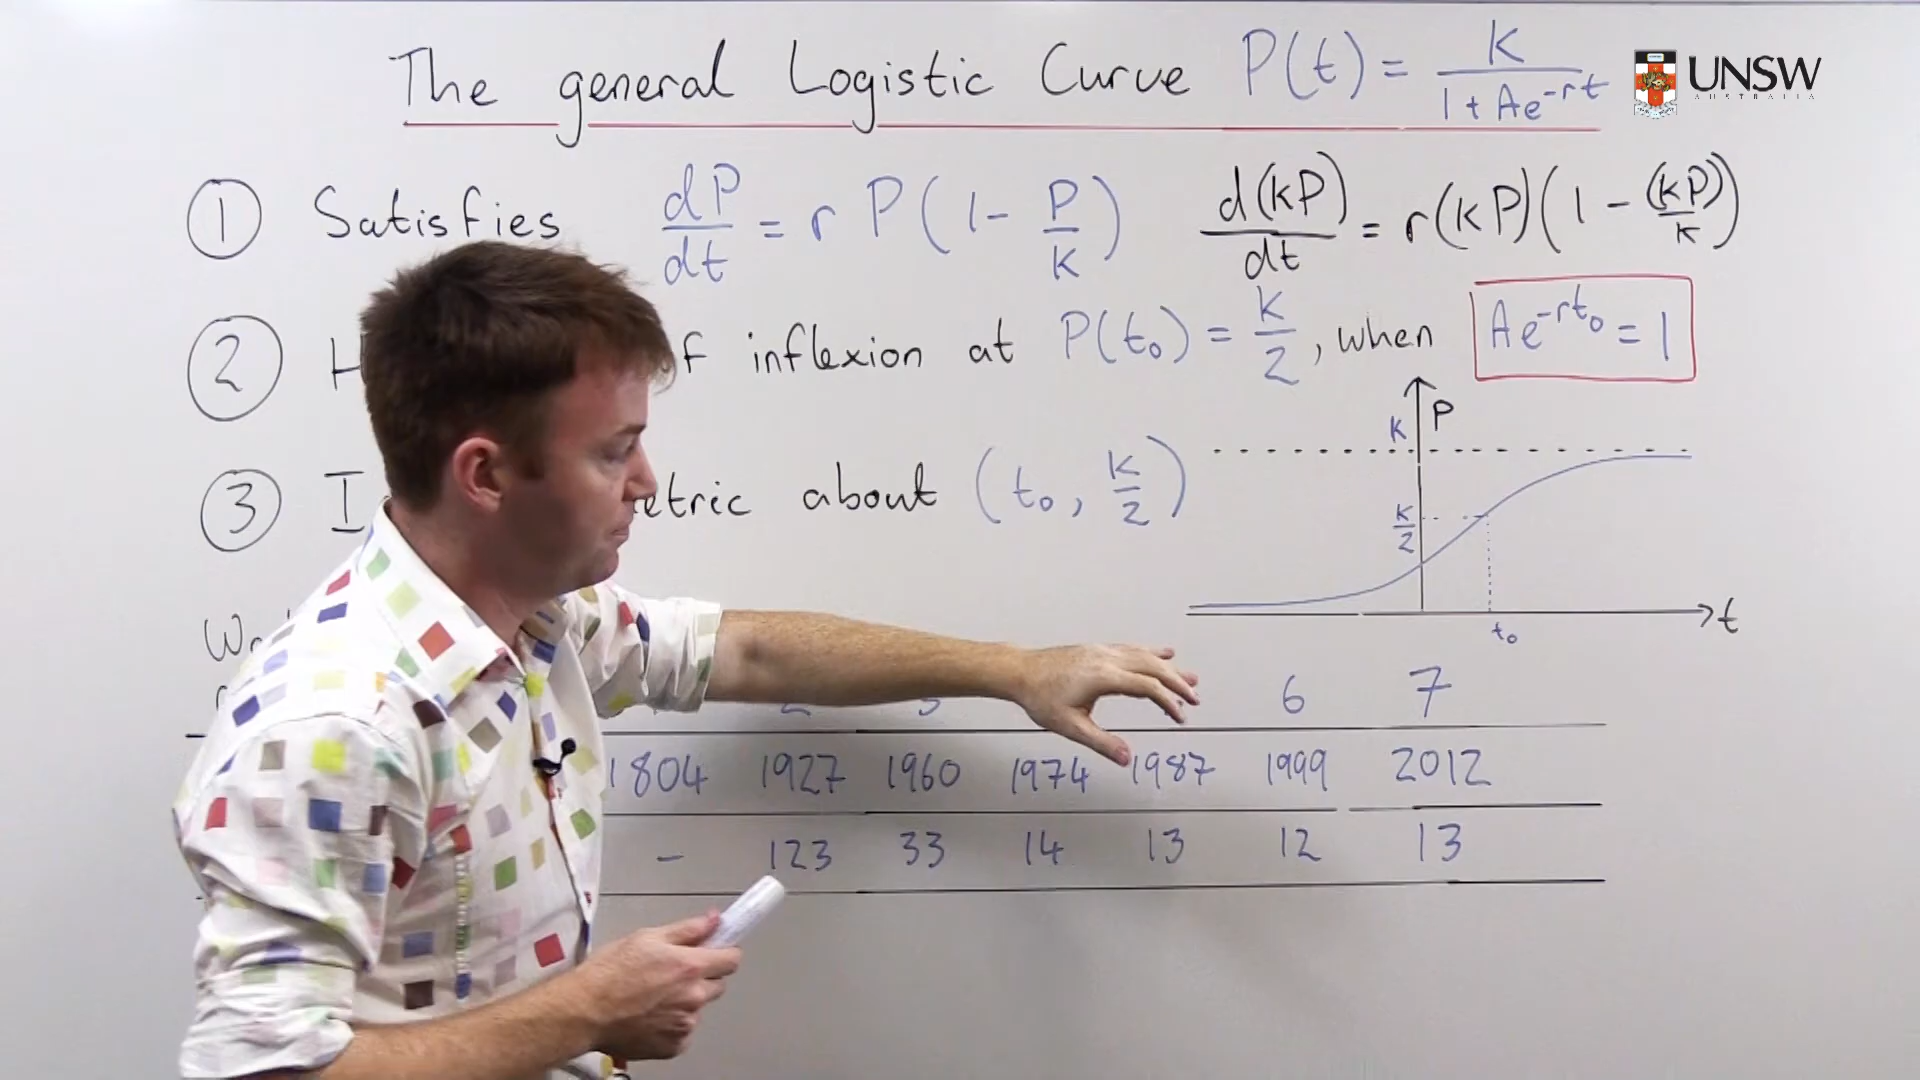 The general Logistic Curve P(t) = K / (1 + Ae^-rt)
UNSW
AUSTRALIA
① Satisfies dP/dt = r P (1 - P/K) d(KP)/dt = r(KP)(1 - (KP)/K)
② inflexion at P(t₀) = K/2, when Ae^-rt₀ = 1
③ about (t₀, K/2)
K P
K/2
t₀ t
6 7
1804 1927 1960 1974 1987 1999 2012
- 123 33 14 13 12 13